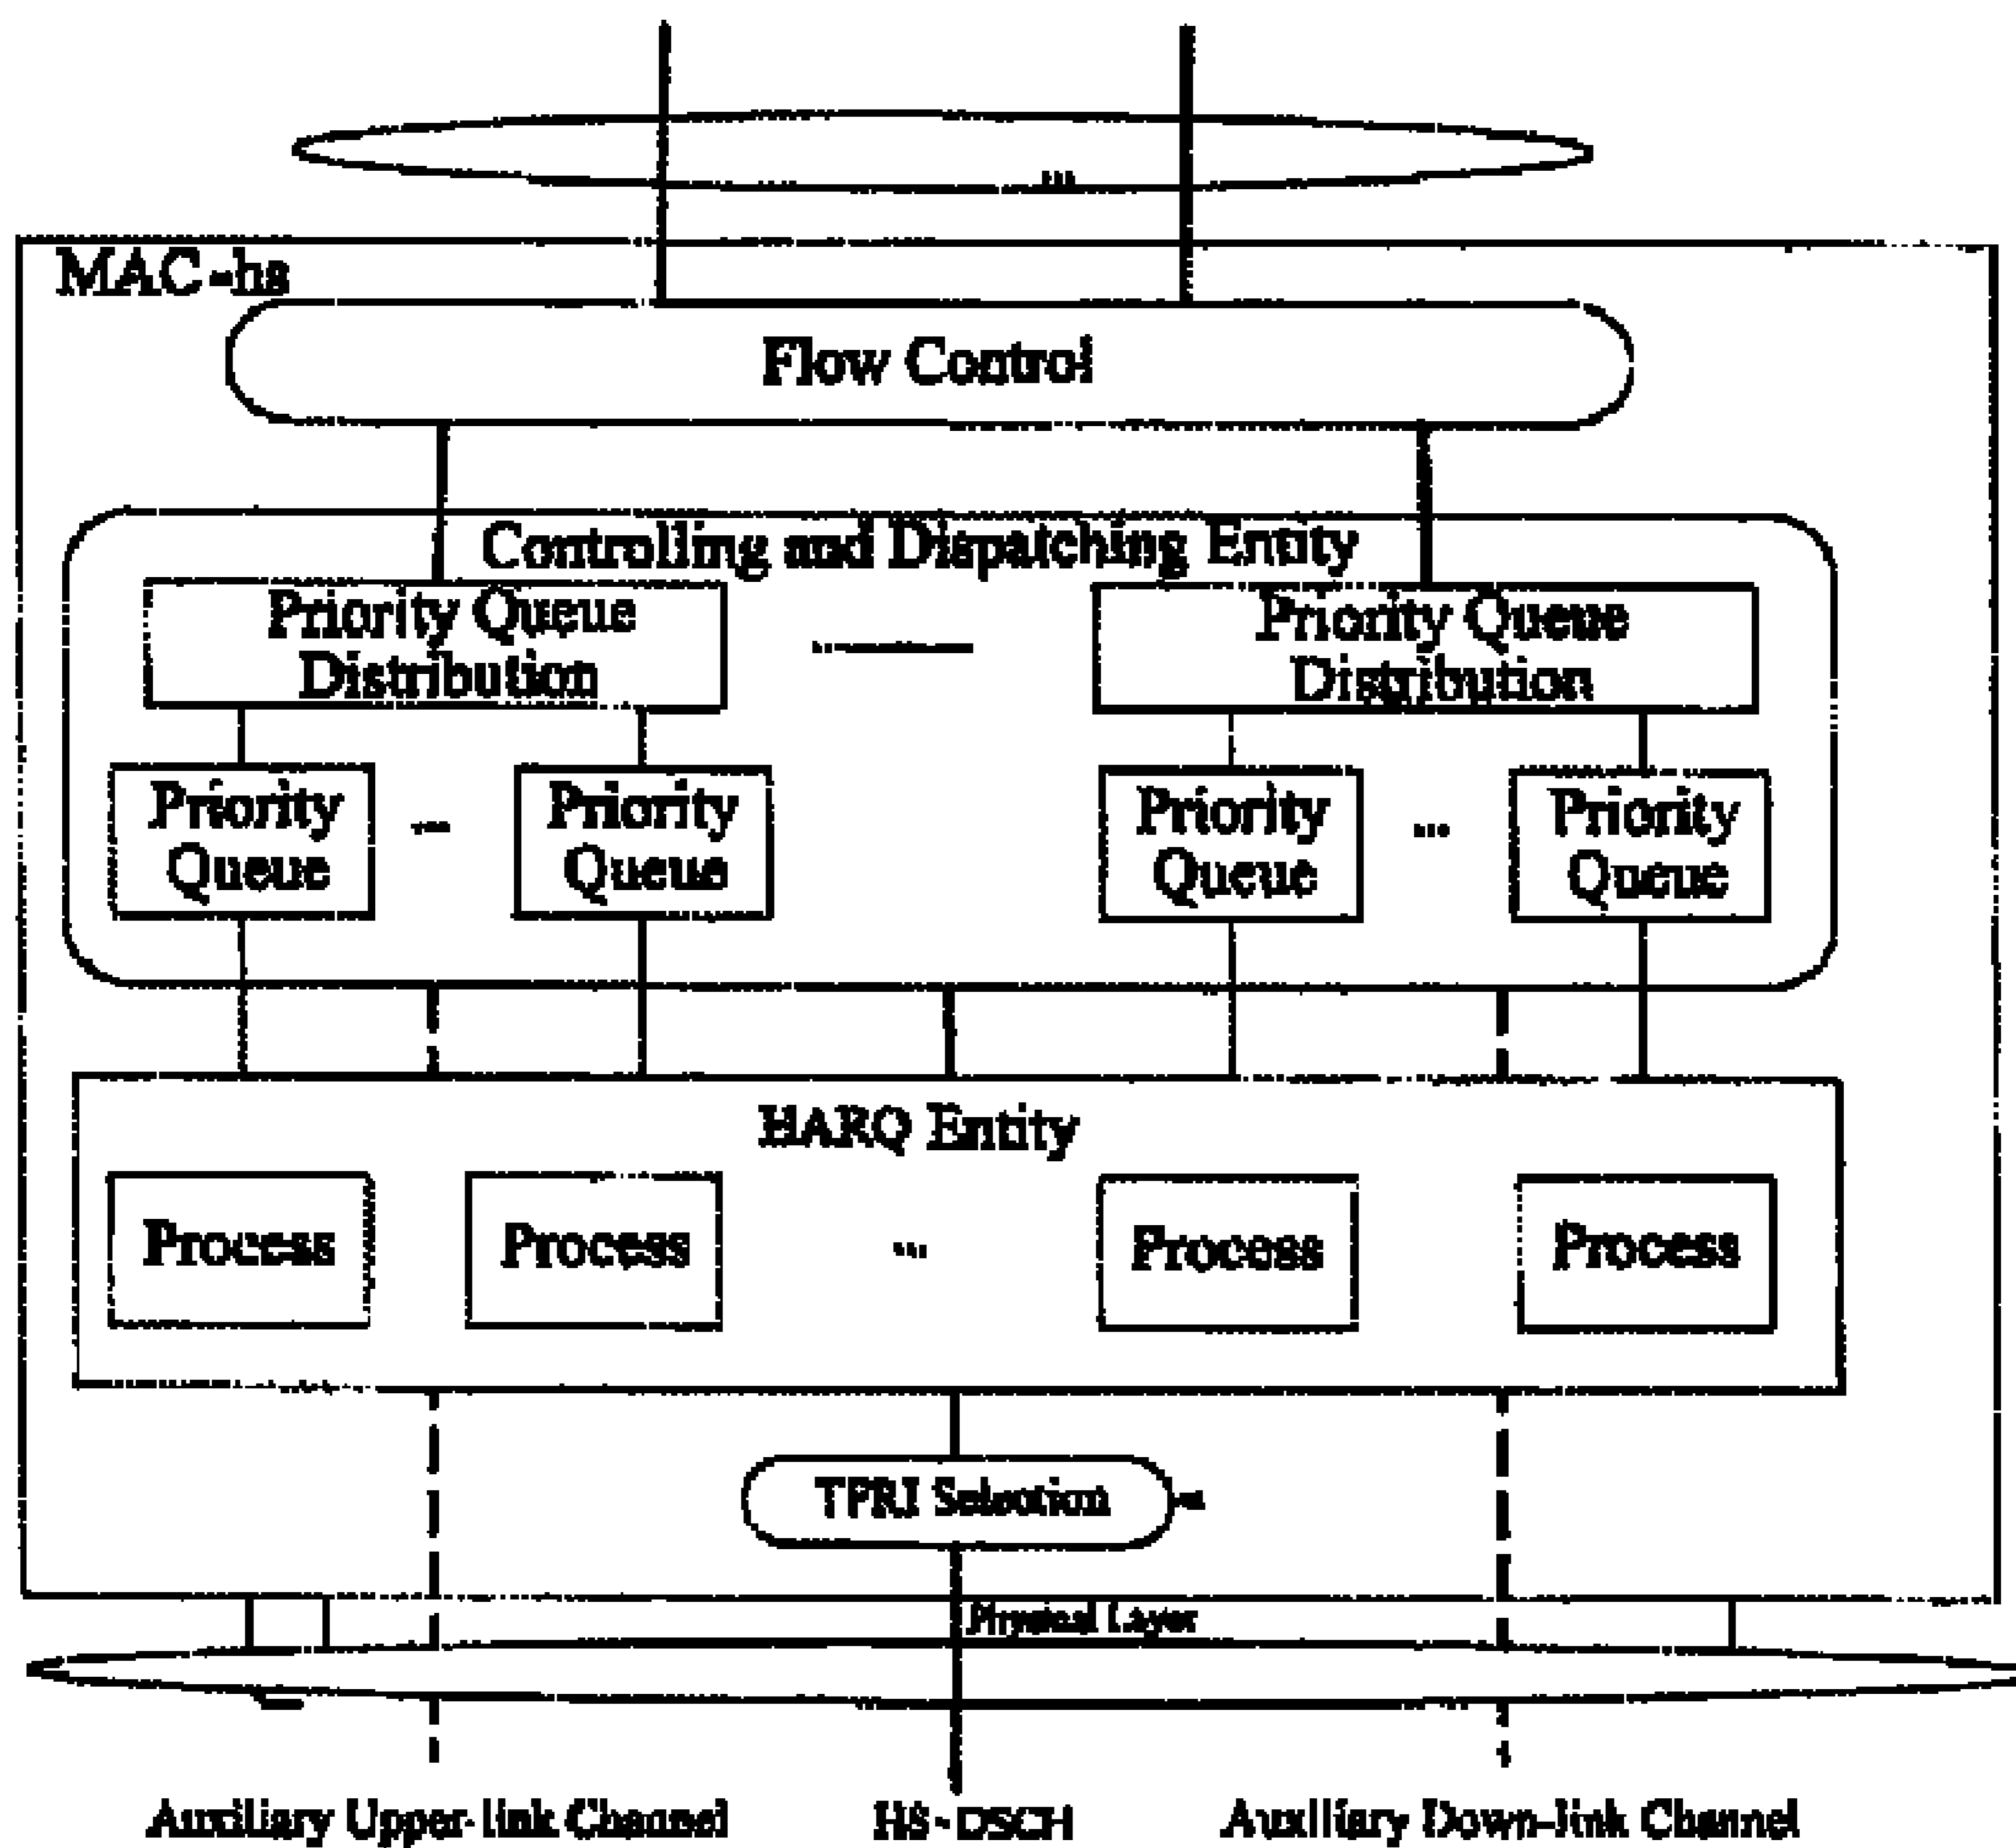 MAC-hs
Flow Control
Controlling and Dispatching Entity
Priority Queue
Distribution
Priority Queue
Distribution
Priority
Queue
...
Priority
Queue
Priority
Queue
...
Priority
Queue
HARQ Entity
Process
Process
...
Process
Process
TFRI Selection
Physical Layer
Auxiliary Upper-link Channel
HS-DSCH
Auxiliary Down-link Channel